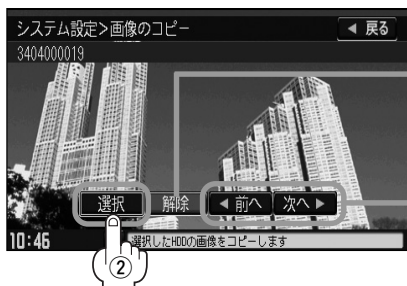 システム設定>画像のコピー
◀ 戻る
3404000019
選択
解除
◀ 前へ
次へ ▶
10:46
選択したHDDの画像をコピーします
②